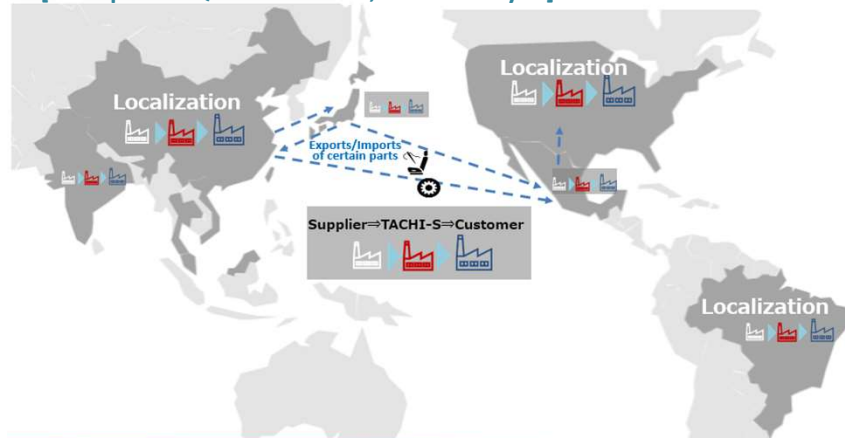 Localization
Localization
Exports/Imports
of certain parts
Supplier⇒TACHI-S⇒Customer
Localization